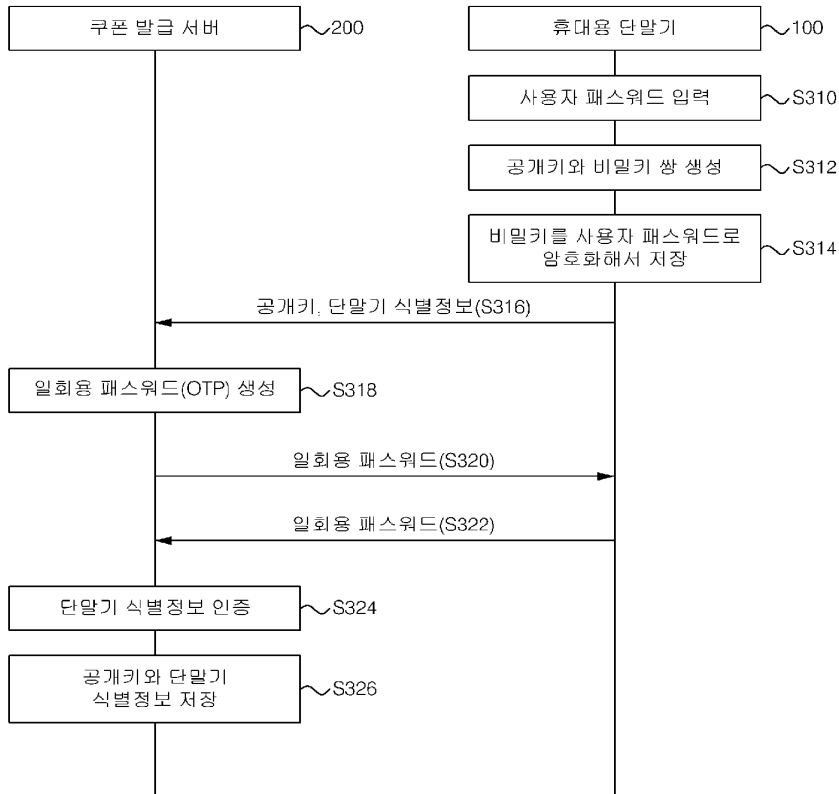 쿠폰 발급 서버
200
휴대용 단말기
100
사용자 패스워드 입력
S310
공개키와 비밀키 쌍 생성
S312
비밀키를 사용자 패스워드로
암호화해서 저장
S314
공개키, 단말기 식별정보(S316)
일회용 패스워드(OTP) 생성
S318
일회용 패스워드(S320)
일회용 패스워드(S322)
단말기 식별정보 인증
S324
공개키와 단말기
식별정보 저장
S326